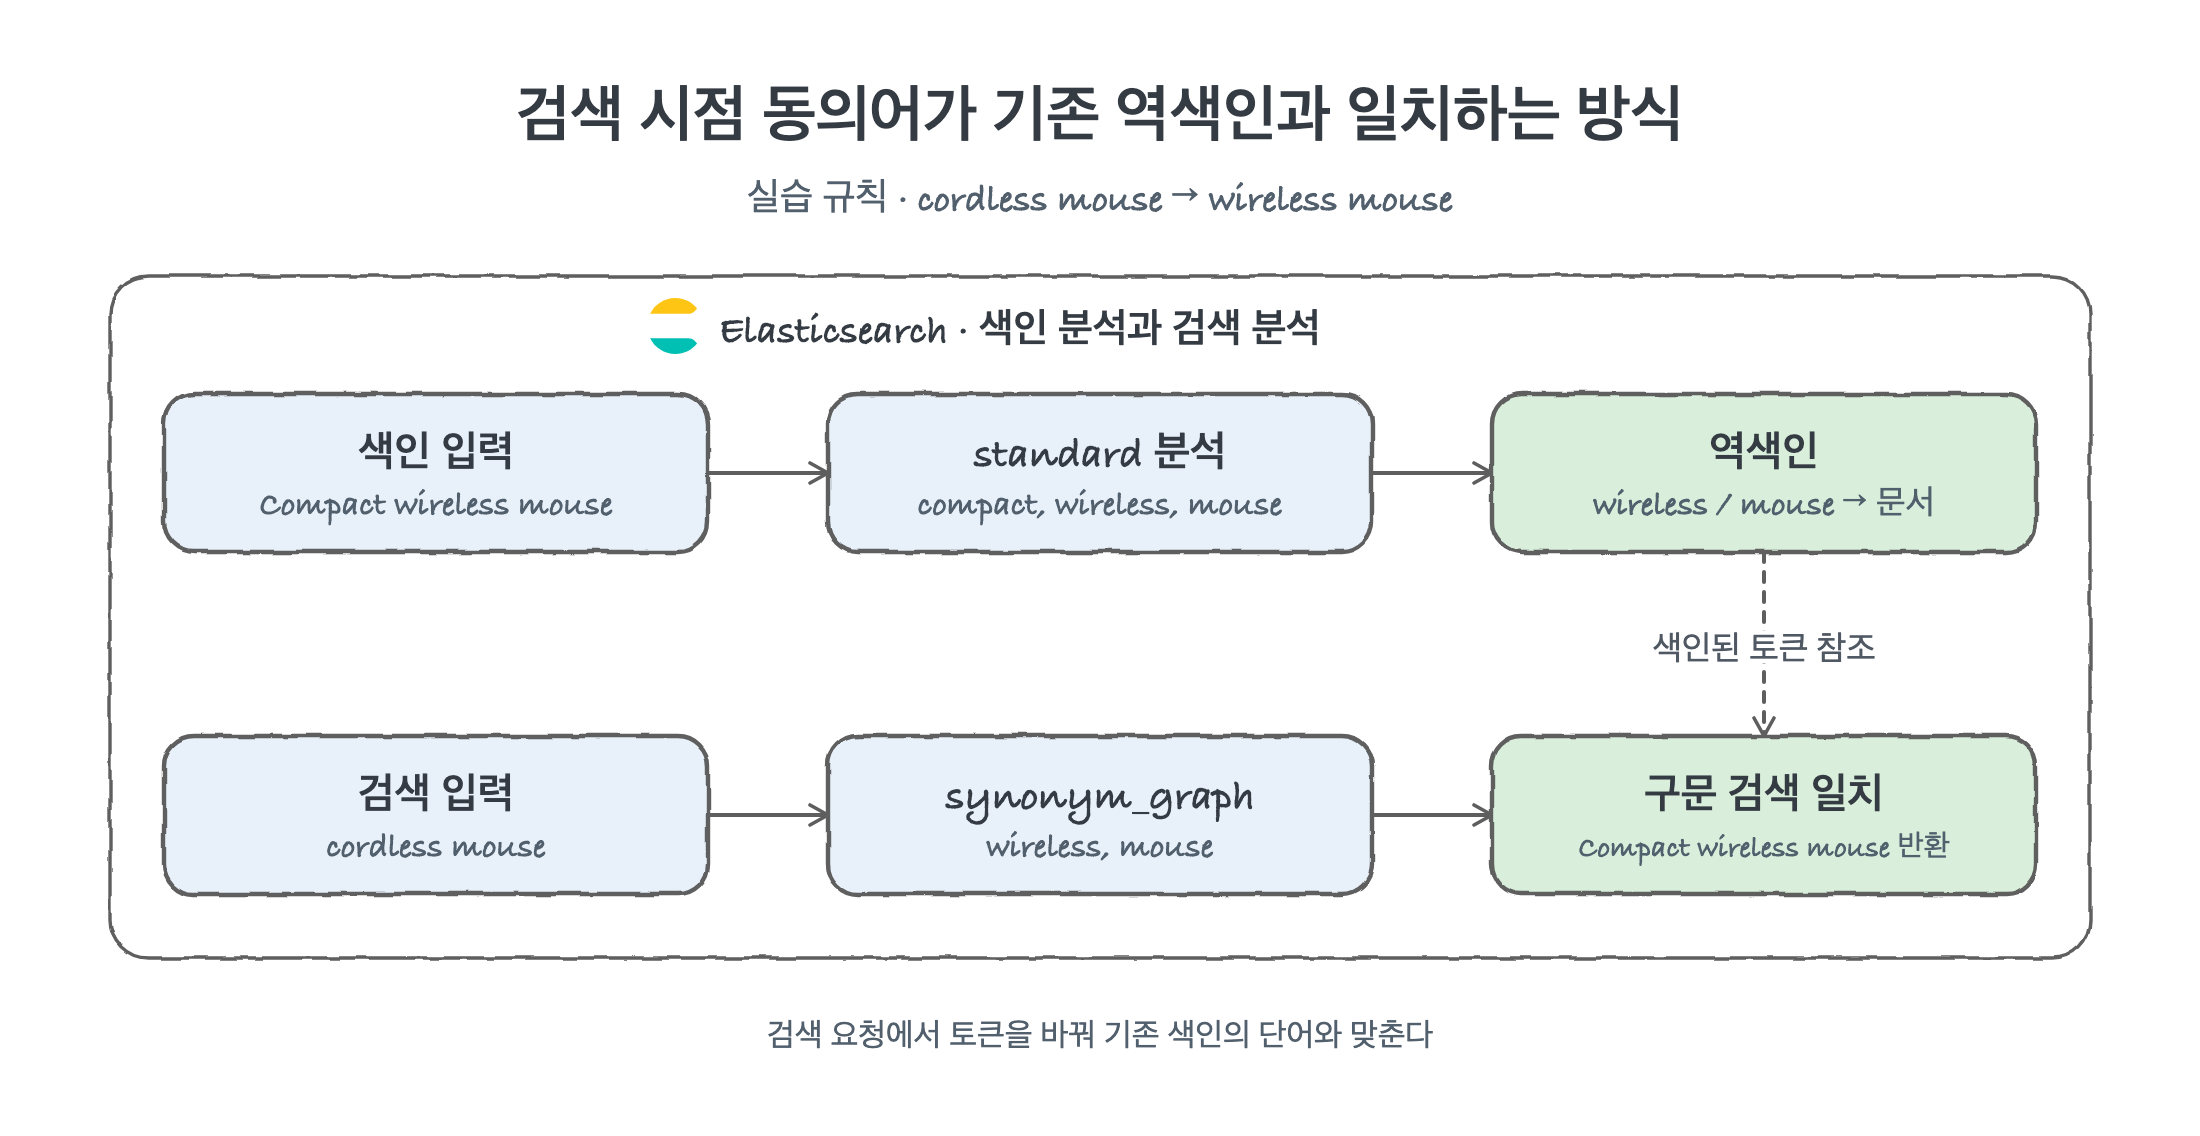 검색 시점 동의어가 기존 역색인과 일치하는 방식
실습 규칙 · cordless mouse → wireless mouse
Elasticsearch · 색인 분석과 검색 분석
색인 입력
Compact wireless mouse
standard 분석
compact, wireless, mouse
역색인
wireless / mouse → 문서
색인된 토큰 참조
검색 입력
cordless mouse
synonym_graph
wireless, mouse
구문 검색 일치
Compact wireless mouse 반환
검색 요청에서 토큰을 바꿔 기존 색인의 단어와 맞춘다